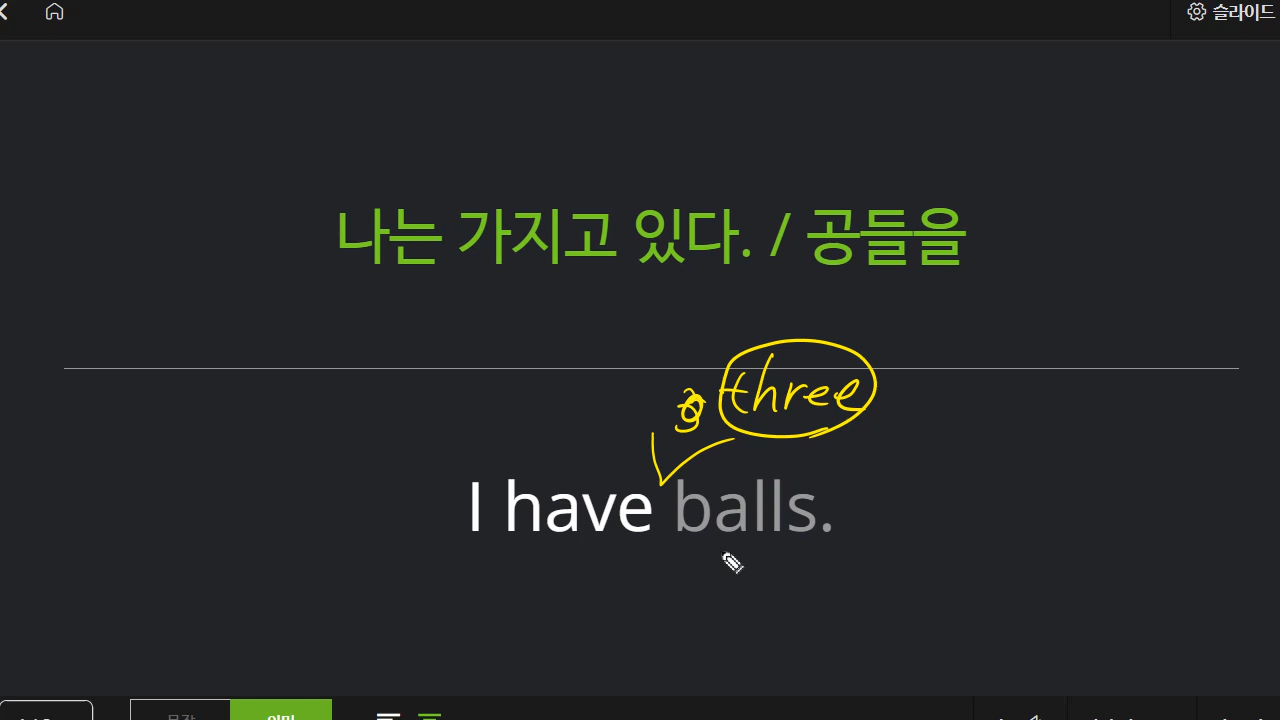 슬라이드
나는 가지고 있다. / 공들을
3 three
I have balls.